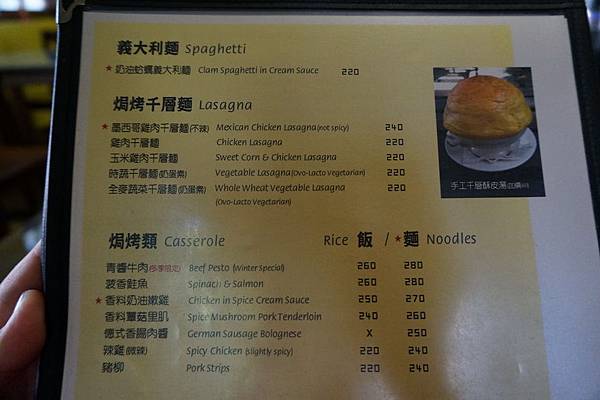 義大利麵 Spaghetti
* 奶油蛤蠣義大利麵 Clam Spaghetti in Cream Sauce 220
焗烤千層麵 Lasagna
* 墨西哥雞肉千層麵(不辣) Mexican Chicken Lasagna(not spicy) 240
雞肉千層麵 Chicken Lasagna 220
玉米雞肉千層麵 Sweet Corn & Chicken Lasagna 220
時蔬千層麵(奶蛋素) Vegetable Lasagna(Ovo-Lacto Vegetarian) 220
全麥蔬菜千層麵(奶蛋素) Whole Wheat Vegetable Lasagna 220
(Ovo-Lacto Vegetarian)
手工千層酥皮湯
焗烤類 Casserole Rice 飯 / *麵 Noodles
青醬牛肉(冬季限定) Beef Pesto (Winter Special) 260 280
菠香鮭魚 Spinach & Salmon 260 280
* 香料奶油嫩雞 Chicken in Spice Cream Sauce 250 270
香料蘑菇里肌 Spice Mushroom Pork Tenderloin 240 260
德式香腸肉醬 German Sausage Bolognese X 250
辣雞(微辣) Spicy Chicken (slightly spicy) 220 240
豬柳 Pork Strips 220 240